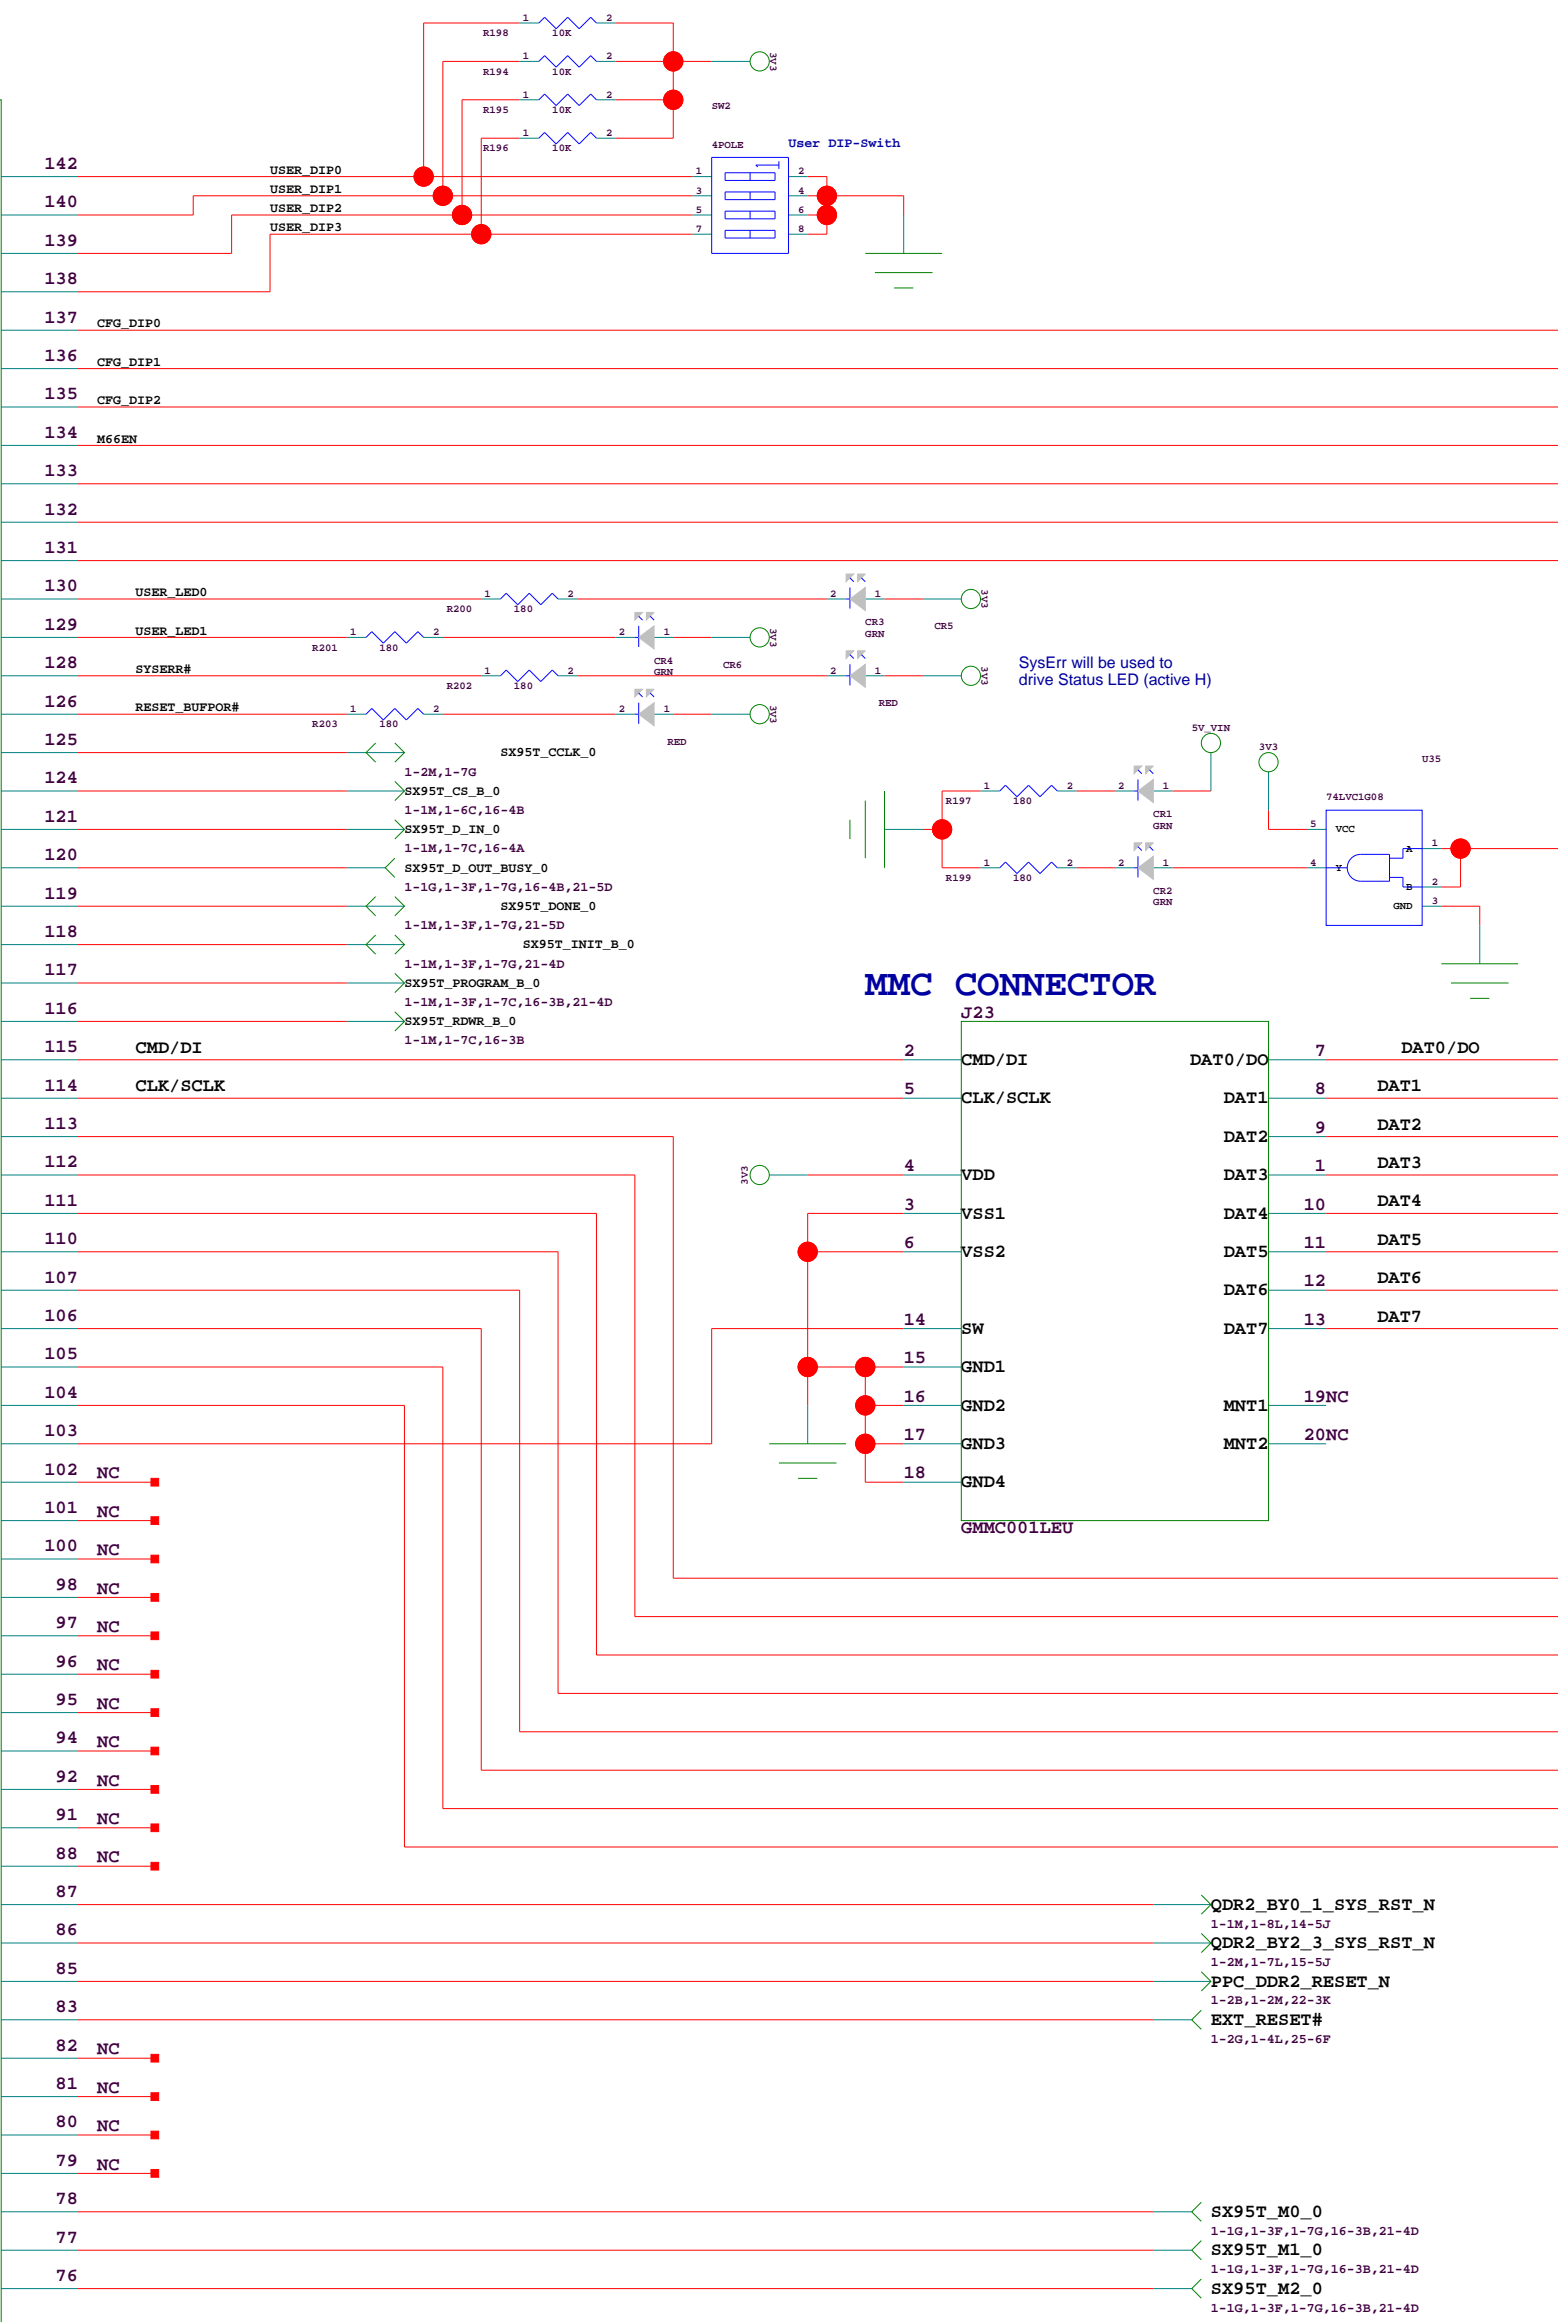 1 2
R198 10K
1 2
R194 10K
3V3
1 2
R195 10K
SW2
1 2
R196 10K
4POLE User DIP-Swith
142 USER_DIP0 1 2
140 USER_DIP1 3 4
139 USER_DIP2 5 6
138 USER_DIP3 7 8
137 CFG_DIP0
136 CFG_DIP1
135 CFG_DIP2
134 M66EN
133
132
131
130 USER_LED0 1 2 2 1 3V3
R200 180 CR3 GRN CR5
129 USER_LED1 1 2 2 1 3V3
R201 180 CR4 GRN CR6
128 SYSERR# 1 2 2 1 3V3
R202 180 RED
SysErr will be used to
drive Status LED (active H)
126 RESET_BUFPOR# 1 2 2 1 3V3
R203 180 RED
5V_VIN
3V3
U35
125 SX95T_CCLK_0
1-2M,1-7G
124 SX95T_CS_B_0
1-1M,1-6C,16-4B
R197 1 2 180 2 1 CR1 GRN
74LVC1G08
5 VCC A 1
4 Y B 2
GND 3
121 SX95T_D_IN_0
1-1M,1-7C,16-4A
120 SX95T_D_OUT_BUSY_0
1-1G,1-3F,1-7G,16-4B,21-5D
R199 1 2 180 2 1 CR2 GRN
119 SX95T_DONE_0
1-1M,1-3F,1-7G,21-5D
118 SX95T_INIT_B_0
1-1M,1-3F,1-7G,21-4D
117 SX95T_PROGRAM_B_0
1-1M,1-3F,1-7C,16-3B,21-4D
116 SX95T_RDWR_B_0
1-1M,1-7C,16-3B
MMC CONNECTOR
J23
115 CMD/DI 2 CMD/DI DAT0/DO 7 DAT0/DO
114 CLK/SCLK 5 CLK/SCLK DAT1 8 DAT1
113 DAT2 9 DAT2
112 3V3 4 VDD DAT3 1 DAT3
111 3 VSS1 DAT4 10 DAT4
110 6 VSS2 DAT5 11 DAT5
107 DAT6 12 DAT6
106 14 SW DAT7 13 DAT7
105 15 GND1
104 16 GND2 MNT1 19NC
103 17 GND3 MNT2 20NC
102 NC 18 GND4
101 NC
GMMC001LEU
100 NC
98 NC
97 NC
96 NC
95 NC
94 NC
92 NC
91 NC
88 NC
87 QDR2_BY0_1_SYS_RST_N
1-1M,1-8L,14-5J
86 QDR2_BY2_3_SYS_RST_N
1-2M,1-7L,15-5J
85 PPC_DDR2_RESET_N
1-2B,1-2M,22-3K
83 EXT_RESET#
1-2G,1-4L,25-6F
82 NC
81 NC
80 NC
79 NC
78 SX95T_M0_0
1-1G,1-3F,1-7G,16-3B,21-4D
77 SX95T_M1_0
1-1G,1-3F,1-7G,16-3B,21-4D
76 SX95T_M2_0
1-1G,1-3F,1-7G,16-3B,21-4D